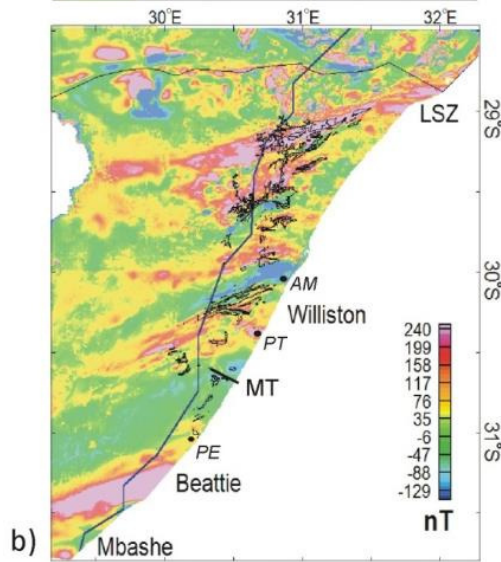 30°E 31°E 32°E
29°S
LSZ
30°S
AM
Williston
PT
MT
31°S
PE
Beattie
Mbashe
240
199
158
117
76
35
-6
-47
-88
-129
nT
b)